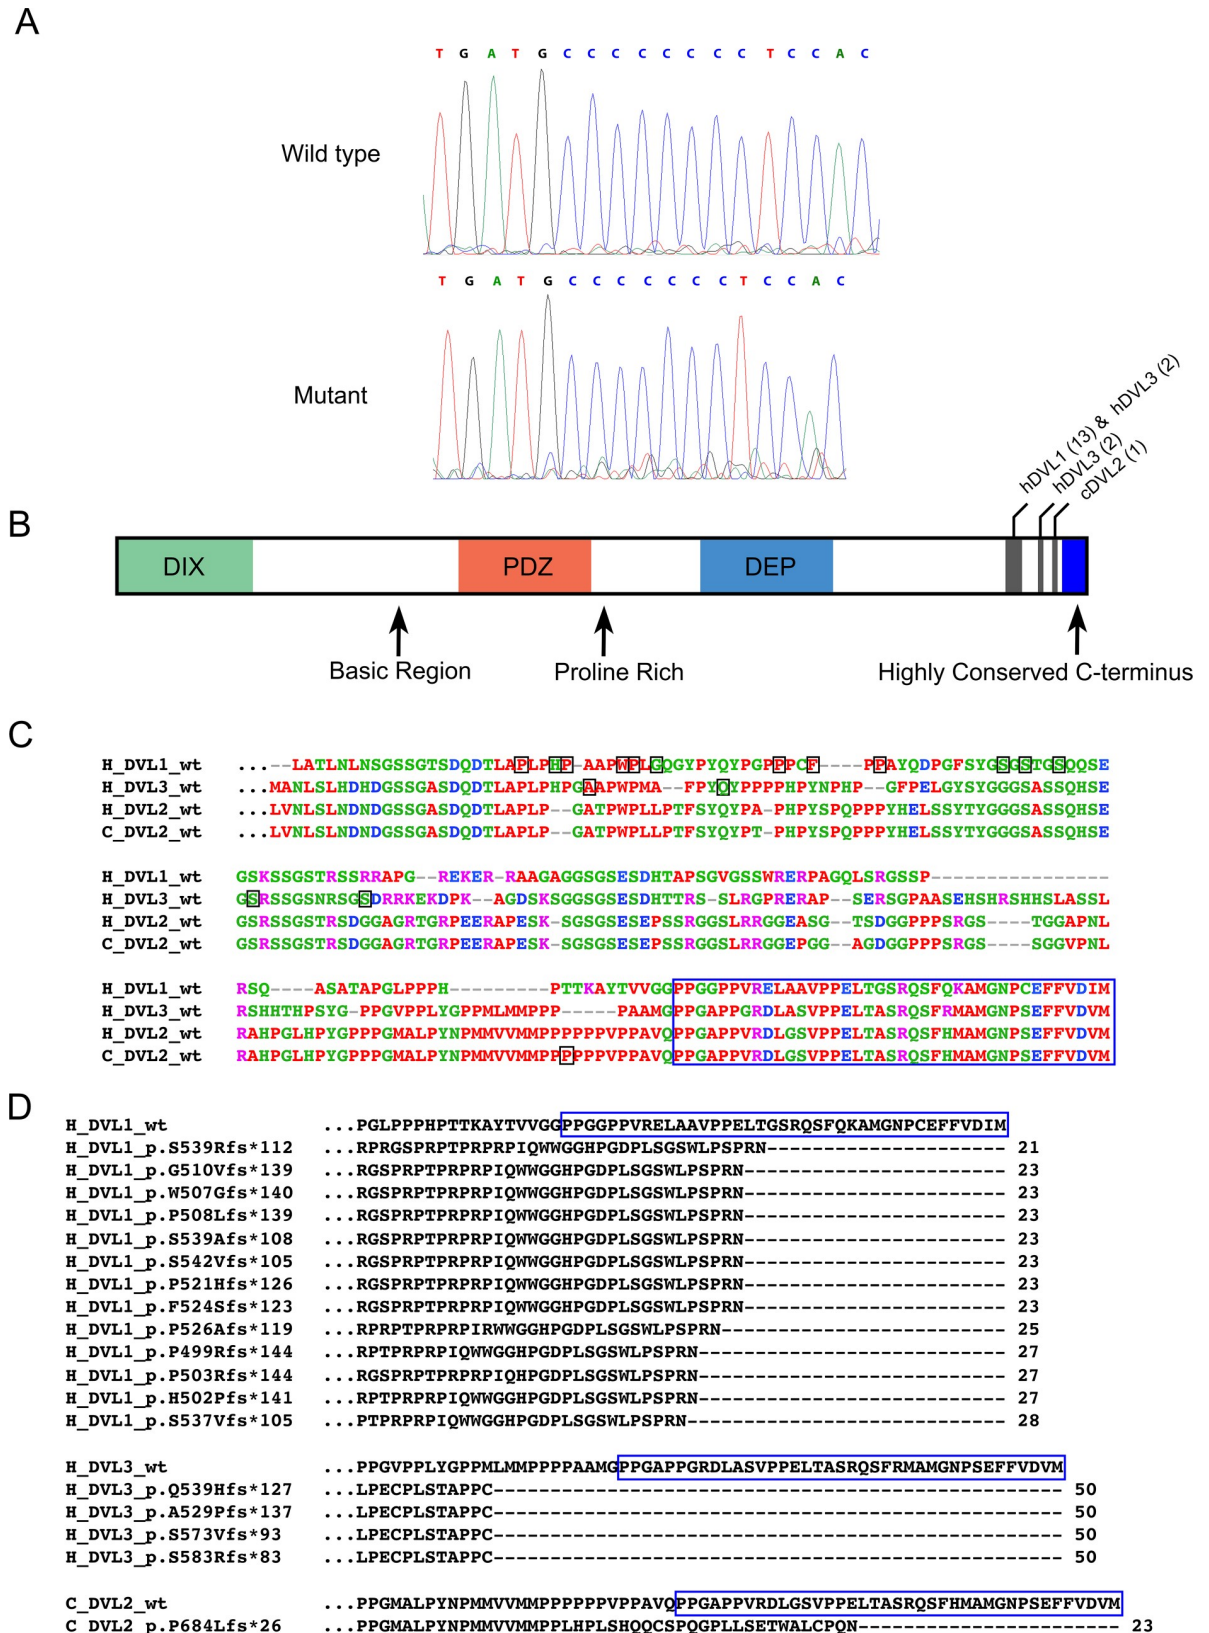 A
T G A T G C C C C C C C C T C C A C
Wild type
T G A T G C C C C C C C T C C A C
Mutant
hDVL1 (13) & hDVL3 (2)
hDVL3 (2)
cDVL2 (1)
B
DIX PDZ DEP
Basic Region Proline Rich Highly Conserved C-terminus
C
H_DVL1_wt ...--LATLNLNSGSSGTSDQDTLAPLPHP-AAPWPLGQGYPYQYPGPPPCF----PPAYQDPGFSYGSGSTGSQQSE
H_DVL3_wt ...MANLSLHDHDGSSGASDQDTLAPLPHPGAAPWPMA--FPYQYPPPPHPYNPHP--GFPELGYSYGGGSASSQHSE
H_DVL2_wt ...LVNLSLNDNDGSSGASDQDTLAPLP--GATPWPLLPTFSYQYPA-PHPYSPQPPPYHELSSYTYGGGSASSQHSE
C_DVL2_wt ...LVNLSLNDNDGSSGASDQDTLAPLP--GATPWPLLPTFSYQYPT-PHPYSPQPPPYHELSSYTYGGGSASSQHSE
H_DVL1_wt GSKSSGSTRSSRRAPG--REKER-RAAGAGGSGSESDHTAPSGVGSSWRERPAGQLSRGSSP----------------
H_DVL3_wt GSRSSGSNRSGSDRRKEKDPK--AGDSKSGGSGSESDHTTRS-SLRGPRERAP--SERSGPAASEHSHRSHHSLASSL
H_DVL2_wt GSRSSGSTRSDGGAGRTGRPEERAPESK-SGSGSESEPSSRGGSLRRGGEASG--TSDGGPPPSRGS----TGGAPNL
C_DVL2_wt GSRSSGSTRSDGGAGRTGRPEERAPESK-SGSGSESEPSSRGGSLRRGGEPGG--AGDGGPPPSRGS----SGGVPNL
H_DVL1_wt RSQ----ASATAPGLPPPH---------PTTKAYTVVGGPPGGPPVRELAAVPPELTGSRQSFQKAMGNPCEFFVDIM
H_DVL3_wt RSHHTHPSYG-PPGVPPLYGPPMLMMPPP-----PAAMGPPGAPPGRDLASVPPELTASRQSFRMAMGNPSEFFVDVM
H_DVL2_wt RAHPGLHPYGPPPGMALPYNPMMVVMMPPPPPPVPPAVQPPGAPPVRDLGSVPPELTASRQSFHMAMGNPSEFFVDVM
C_DVL2_wt RAHPGLHPYGPPPGMALPYNPMMVVMMPPPPPPVPPAVQPPGAPPVRDLGSVPPELTASRQSFHMAMGNPSEFFVDVM
D
H_DVL1_wt ...PGLPPPHPTTKAYTVVGGPPGGPPVRELAAVPPELTGSRQSFQKAMGNPCEFFVDIM
H_DVL1_p.S539Rfs*112 ...RPRGSPRPTPRPRPIQWWGGHPGDPLSGSWLPSPRN--------------------- 21
H_DVL1_p.G510Vfs*139 ...RGSPRPTPRPRPIQWWGGHPGDPLSGSWLPSPRN----------------------- 23
H_DVL1_p.W507Gfs*140 ...RGSPRPTPRPRPIQWWGGHPGDPLSGSWLPSPRN----------------------- 23
H_DVL1_p.P508Lfs*139 ...RGSPRPTPRPRPIQWWGGHPGDPLSGSWLPSPRN----------------------- 23
H_DVL1_p.S539Afs*108 ...RGSPRPTPRPRPIQWWGGHPGDPLSGSWLPSPRN----------------------- 23
H_DVL1_p.S542Vfs*105 ...RGSPRPTPRPRPIQWWGGHPGDPLSGSWLPSPRN----------------------- 23
H_DVL1_p.P521Hfs*126 ...RGSPRPTPRPRPIQWWGGHPGDPLSGSWLPSPRN----------------------- 23
H_DVL1_p.F524Sfs*123 ...RGSPRPTPRPRPIQWWGGHPGDPLSGSWLPSPRN----------------------- 23
H_DVL1_p.P526Afs*119 ...RPRPTPRPRPIRWWGGHPGDPLSGSWLPSPRN------------------------- 25
H_DVL1_p.P499Rfs*144 ...RPTPRPRPIQWWGGHPGDPLSGSWLPSPRN--------------------------- 27
H_DVL1_p.P503Rfs*144 ...RGSPRPTPRPRPIQHPGDPLSGSWLPSPRN--------------------------- 27
H_DVL1_p.H502Pfs*141 ...RPTPRPRPIQWWGGHPGDPLSGSWLPSPRN--------------------------- 27
H_DVL1_p.S537Vfs*105 ...PTPRPRPIQWWGGHPGDPLSGSWLPSPRN---------------------------- 28
H_DVL3_wt ...PPGVPPLYGPPMLMMPPPPAAMGPPGAPPGRDLASVPPELTASRQSFRMAMGNPSEFFVDVM
H_DVL3_p.Q539Hfs*127 ...LPECPLSTAPPC-------------------------------------------------- 50
H_DVL3_p.A529Pfs*137 ...LPECPLSTAPPC-------------------------------------------------- 50
H_DVL3_p.S573Vfs*93 ...LPECPLSTAPPC-------------------------------------------------- 50
H_DVL3_p.S583Rfs*83 ...LPECPLSTAPPC-------------------------------------------------- 50
C_DVL2_wt ...PPGMALPYNPMMVVMMPPPPPPVPPAVQPPGAPPVRDLGSVPPELTASRQSFHMAMGNPSEFFVDVM
C_DVL2_p.P684Lfs*26 ...PPGMALPYNPMMVVMMPPLHPLSHQQCSPQGPLLSETWALCPQN----------------------- 23